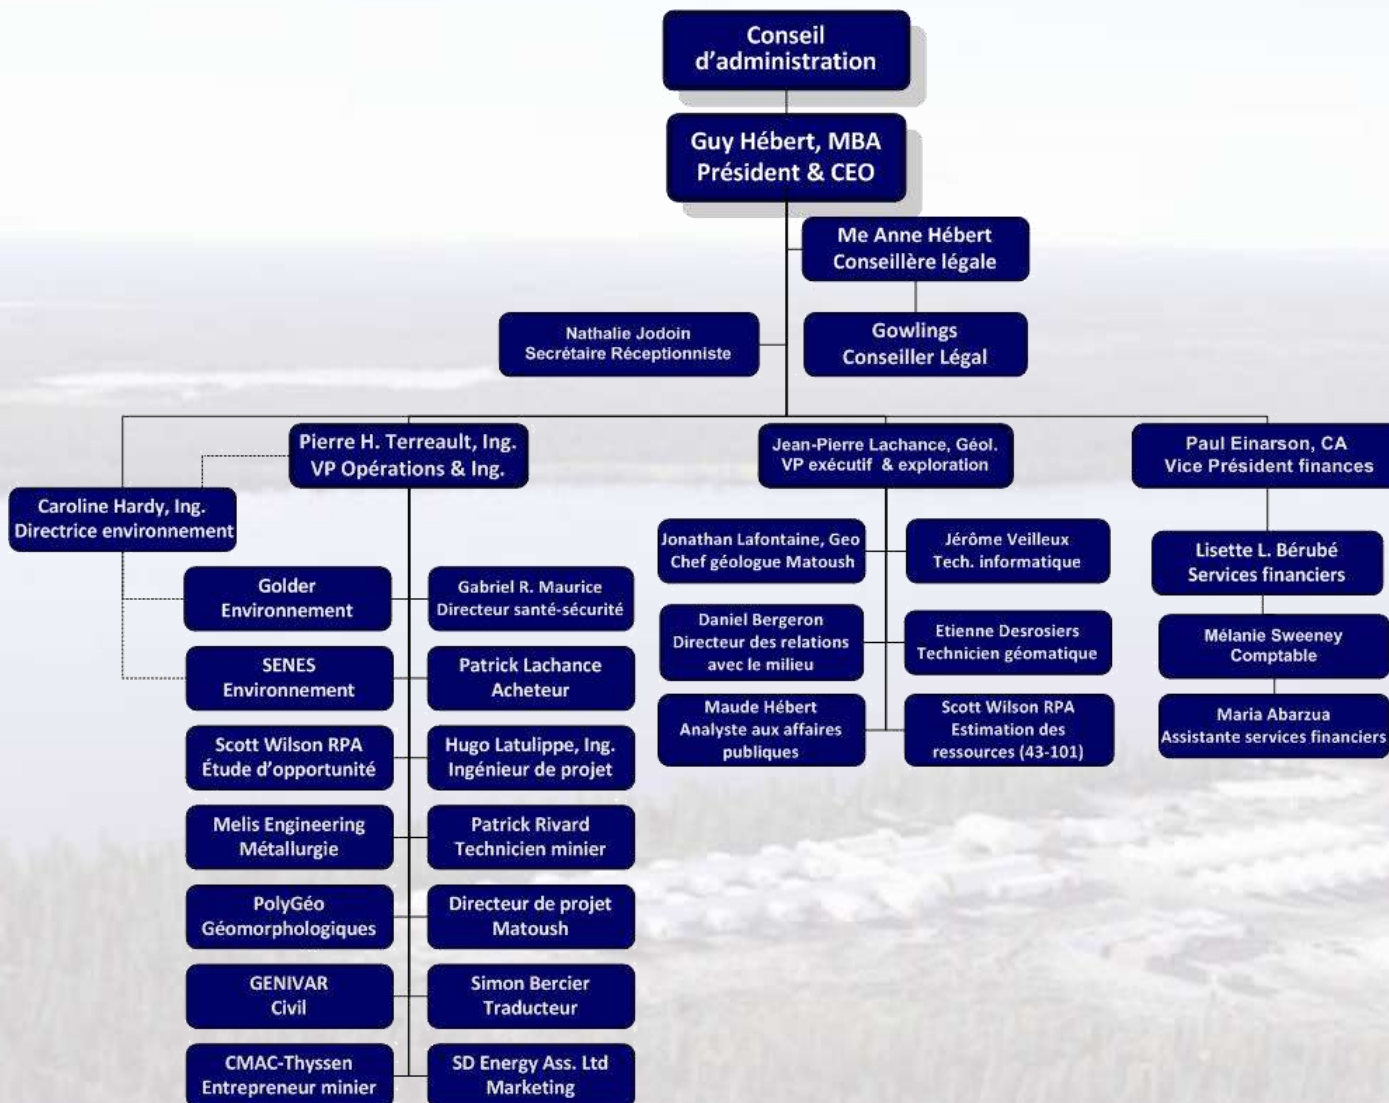 Conseil
d'administration
Guy Hébert, MBA
Président & CEO
Me Anne Hébert
Conseillère légale
Nathalie Jodoin
Secrétaire Réceptionniste
Gowlings
Conseiller Légal
Pierre H. Terreault, Ing.
VP Opérations & Ing.
Jean-Pierre Lachance, Géol.
VP exécutif & exploration
Paul Einarson, CA
Vice Président finances
Caroline Hardy, Ing.
Directrice environnement
Golder
Environnement
Gabriel R. Maurice
Directeur santé-sécurité
SENES
Environnement
Patrick Lachance
Acheteur
Scott Wilson RPA
Étude d'opportunité
Hugo Latulippe, Ing.
Ingénieur de projet
Melis Engineering
Métallurgie
Patrick Rivard
Technicien minier
PolyGéo
Géomorphologiques
Directeur de projet
Matoush
GENIVAR
Civil
Simon Bercier
Traducteur
CMAC-Thyssen
Entrepreneur minier
SD Energy Ass. Ltd
Marketing
Jonathan Lafontaine, Geo
Chef géologue Matoush
Jérôme Veilleux
Tech. informatique
Daniel Bergeron
Directeur des relations
avec le milieu
Etienne Desrosiers
Technicien géomatique
Maude Hébert
Analyste aux affaires
publiques
Scott Wilson RPA
Estimation des
ressources (43-101)
Lisette L. Bérubé
Services financiers
Mélanie Sweeney
Comptable
Maria Abarzua
Assistante services financiers